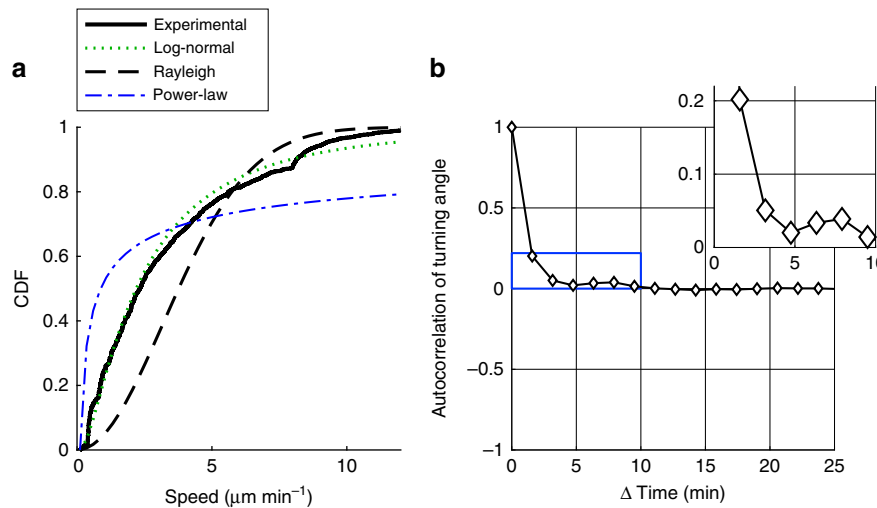 Experimental
Log-normal
Rayleigh
Power-law
a
1
0.8
0.6
0.4
0.2
0
CDF
0
5
10
Speed (μm min⁻¹)
b
1
0.5
0
−0.5
−1
Autocorrelation of turning angle
0
5
10
15
20
25
Δ Time (min)
0.2
0.1
0
0
5
10